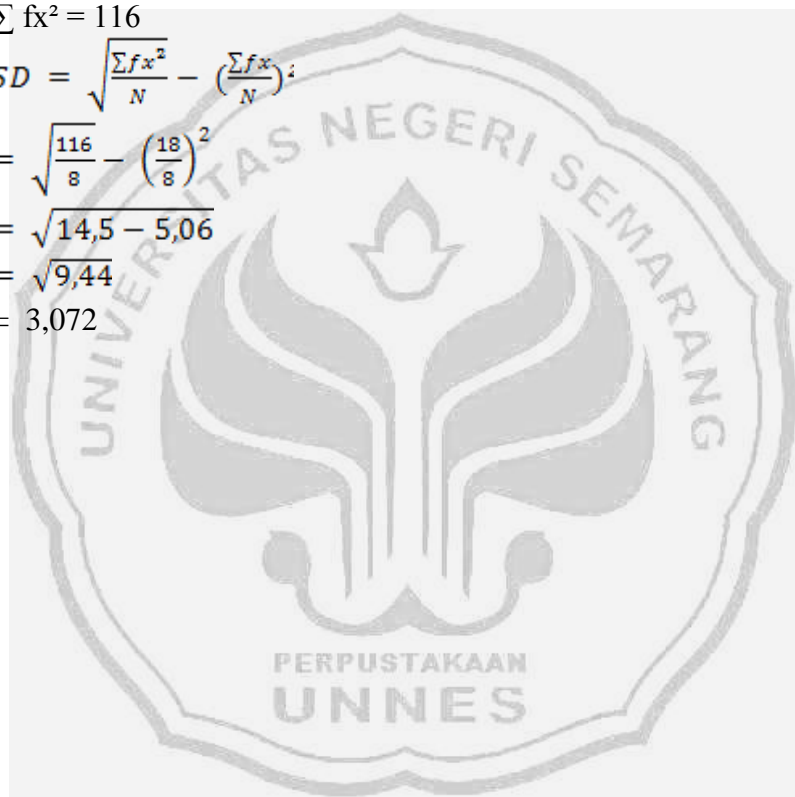 ∑ fx² = 116
SD = √(∑fx²/N) − (∑fx/N)²
= √(116/8) − (18/8)²
= √(14,5 − 5,06)
= √9,44
= 3,072
UNIVERSITAS NEGERI SEMARANG
PERPUSTAKAAN
UNNES